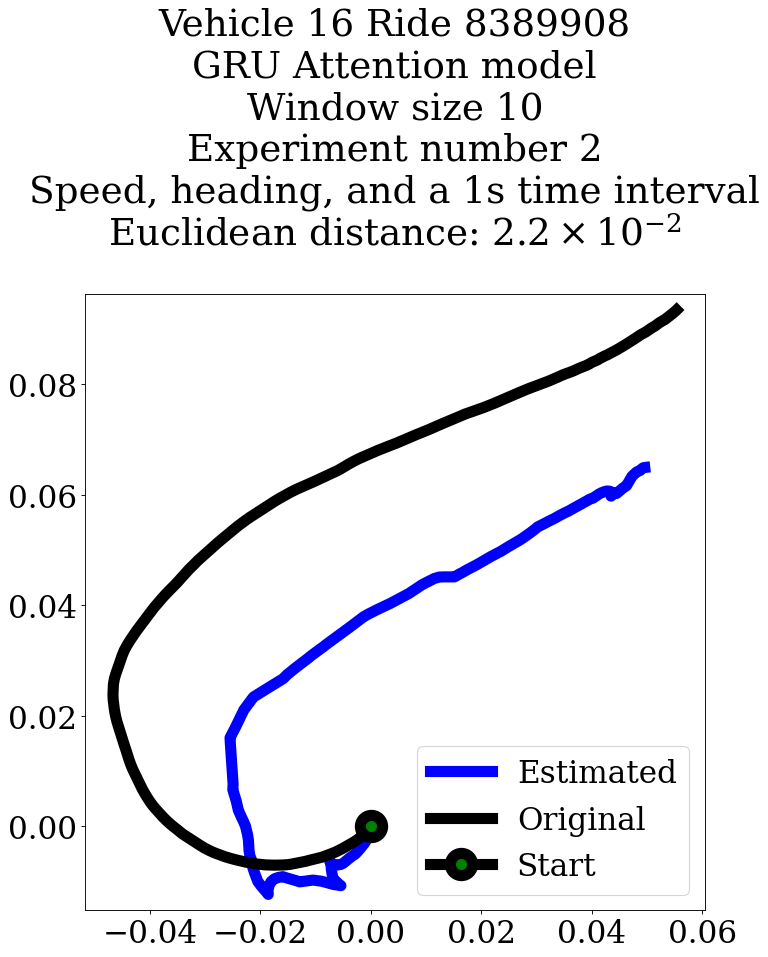 Vehicle 16 Ride 8389908
GRU Attention model
Window size 10
Experiment number 2
Speed, heading, and a 1s time interval
Euclidean distance: 2.2 × 10⁻²
0.08
0.06
0.04
0.02
0.00
Estimated
Original
Start
−0.04
−0.02
0.00
0.02
0.04
0.06